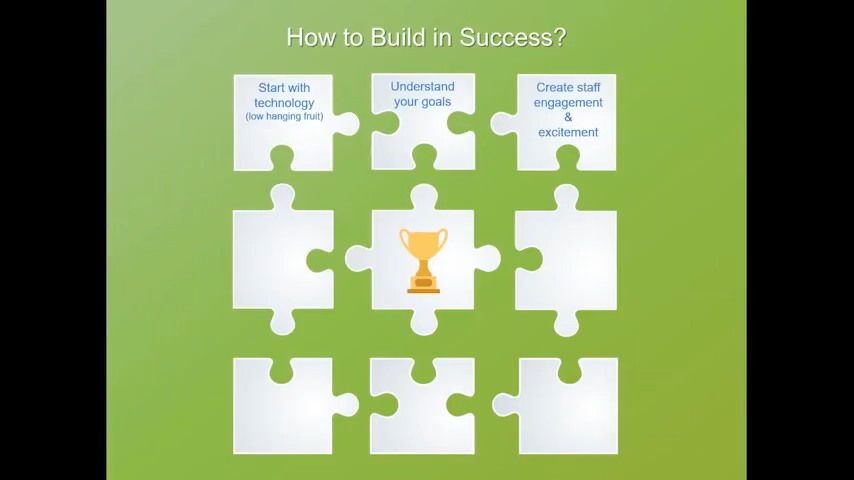 How to Build in Success?
Start with
technology
(low hanging fruit)
Understand
your goals
Create staff
engagement
&
excitement